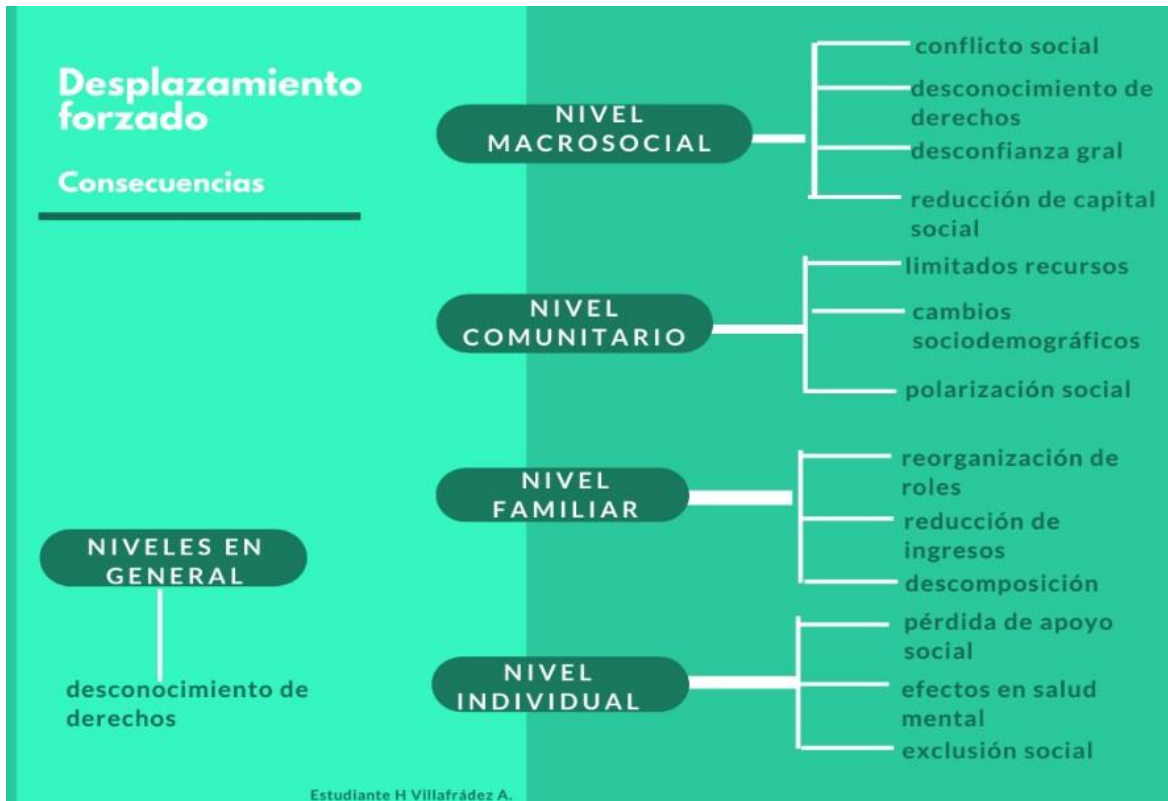 Desplazamiento
forzado
Consecuencias
NIVEL
MACROSOCIAL
conflicto social
desconocimiento de
derechos
desconfianza gral
reducción de capital
social
NIVEL
COMUNITARIO
limitados recursos
cambios
sociodemográficos
polarización social
NIVEL
FAMILIAR
reorganización de
roles
reducción de
ingresos
descomposición
NIVEL
INDIVIDUAL
pérdida de apoyo
social
efectos en salud
mental
exclusión social
NIVELES EN
GENERAL
desconocimiento de
derechos
Estudiante H Villafrádez A.